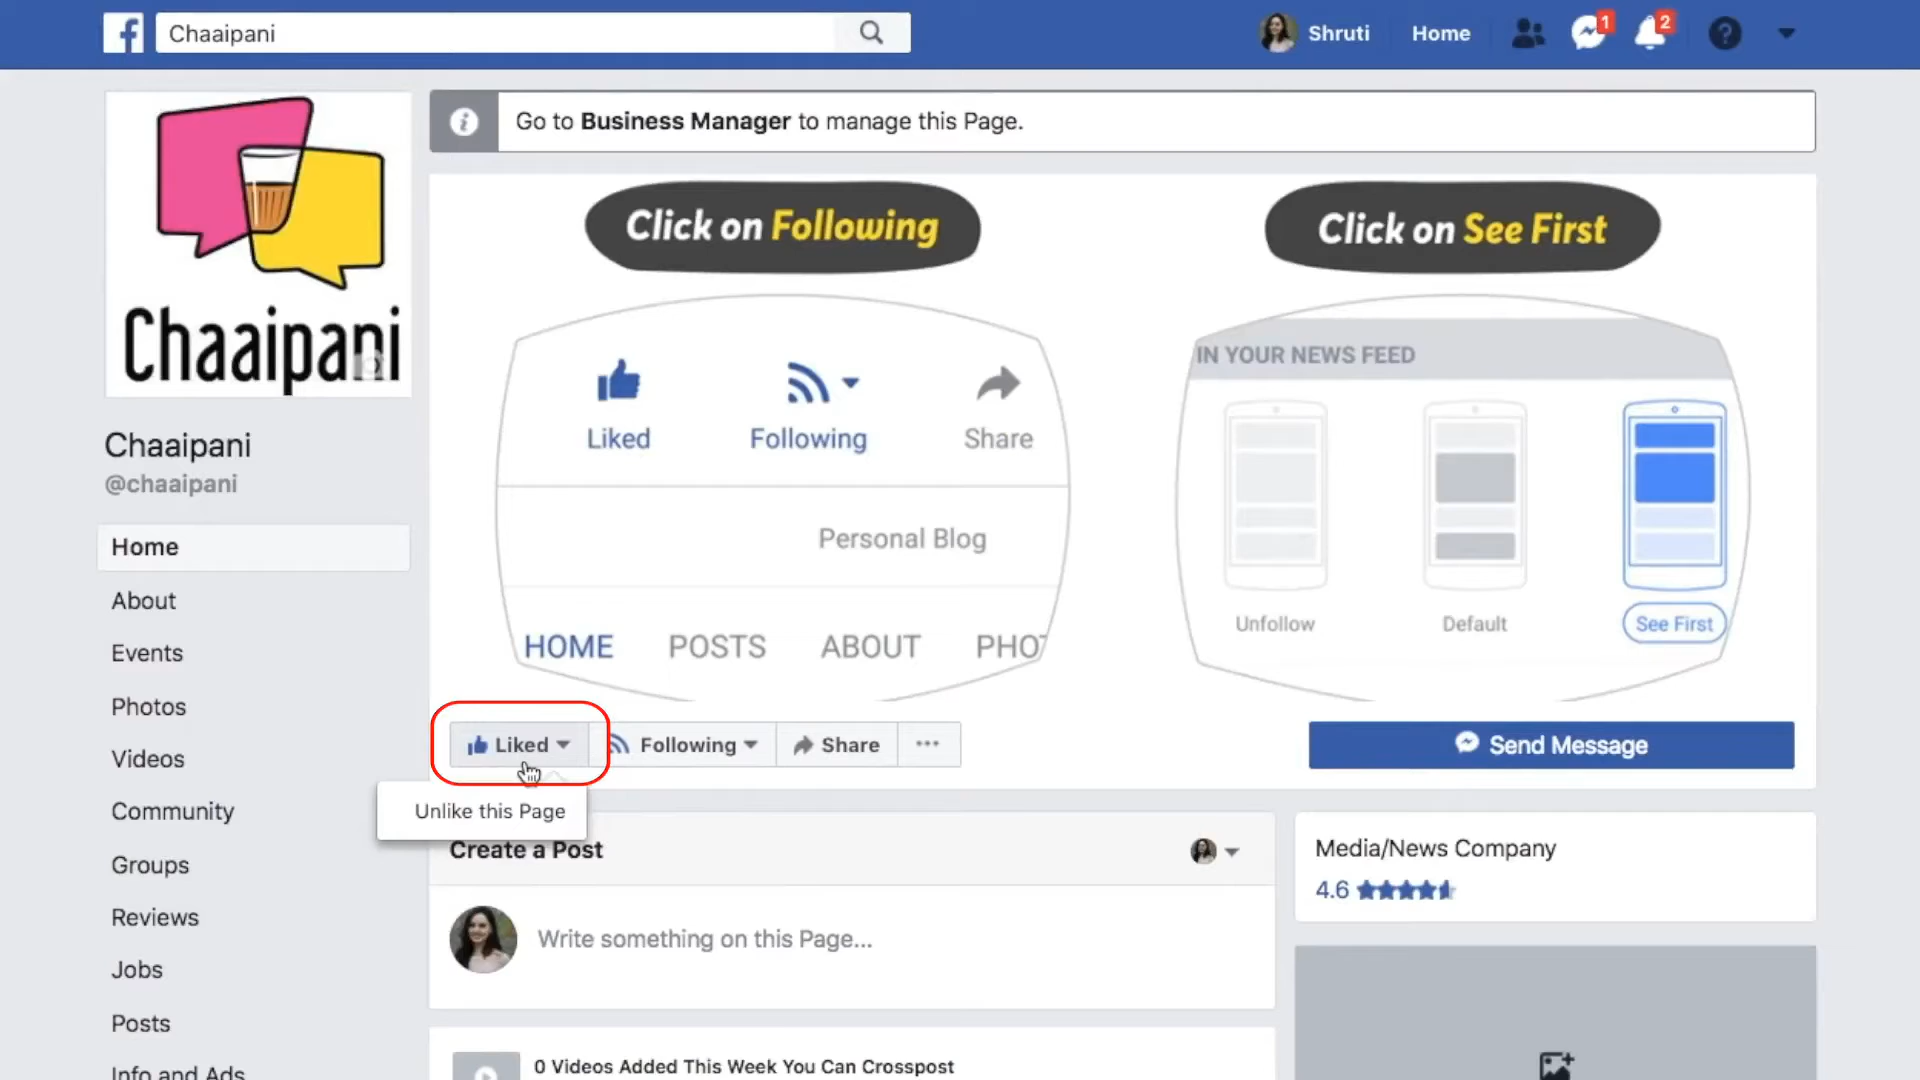 Chaaipani
Shruti
Home
1
2
Chaaipani
Go to Business Manager to manage this Page.
Click on Following
Click on See First
Liked
Following
Share
Personal Blog
HOME POSTS ABOUT PHOT
IN YOUR NEWS FEED
Unfollow
Default
See First
Chaaipani
@chaaipani
Home
About
Events
Photos
Videos
Community
Groups
Reviews
Jobs
Posts
Info and Ads
Liked
Following
Share
Send Message
Unlike this Page
Create a Post
Write something on this Page...
0 Videos Added This Week You Can Crosspost
Media/News Company
4.6